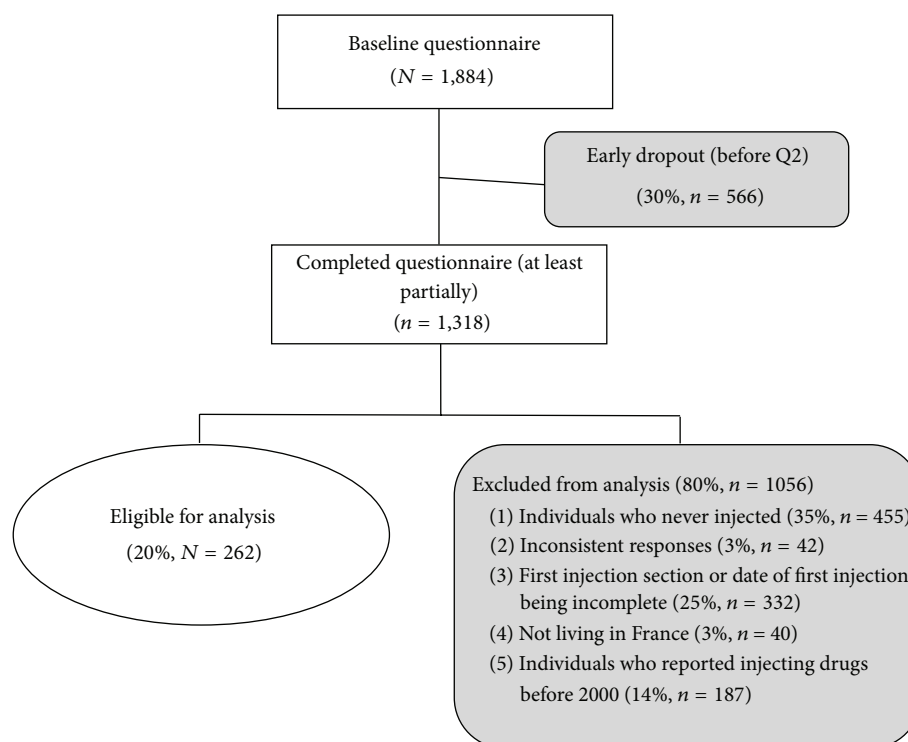 Baseline questionnaire
(N = 1,884)
Early dropout (before Q2)
(30%, n = 566)
Completed questionnaire (at least
partially)
(n = 1,318)
Eligible for analysis
(20%, N = 262)
Excluded from analysis (80%, n = 1056)
(1) Individuals who never injected (35%, n = 455)
(2) Inconsistent responses (3%, n = 42)
(3) First injection section or date of first injection
being incomplete (25%, n = 332)
(4) Not living in France (3%, n = 40)
(5) Individuals who reported injecting drugs
before 2000 (14%, n = 187)